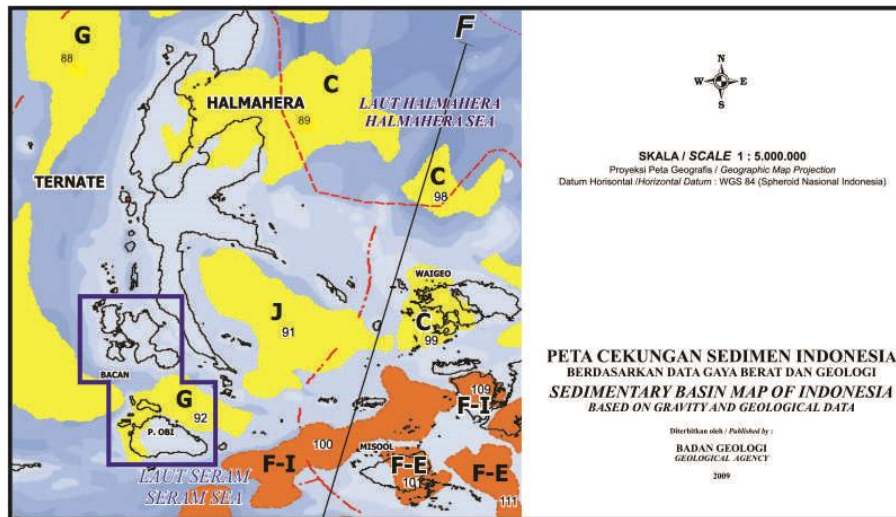 G
88
F
C
HALMAHERA
LAUT HALMAHERA
HALMAHERA SEA
89
TERNATE
C
98
WAIGEO
J
91
C
99
BACAN
G
92
P. OBI
109
F-I
100
MISOOL
F-I
F-E
101
F-E
111
LAUT SERAM
SERAM SEA
N
W E
S
SKALA / SCALE 1 : 5.000.000
Proyeksi Peta Geografis / Geographic Map Projection
Datum Horisontal /Horizontal Datum : WGS 84 (Spheroid Nasional Indonesia)
PETA CEKUNGAN SEDIMEN INDONESIA
BERDASARKAN DATA GAYA BERAT DAN GEOLOGI
SEDIMENTARY BASIN MAP OF INDONESIA
BASED ON GRAVITY AND GEOLOGICAL DATA
Diterbitkan oleh / Published by :
BADAN GEOLOGI
GEOLOGICAL AGENCY
2009